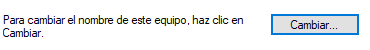 Para cambiar el nombre de este equipo, haz clic en
Cambiar.
Cambiar...